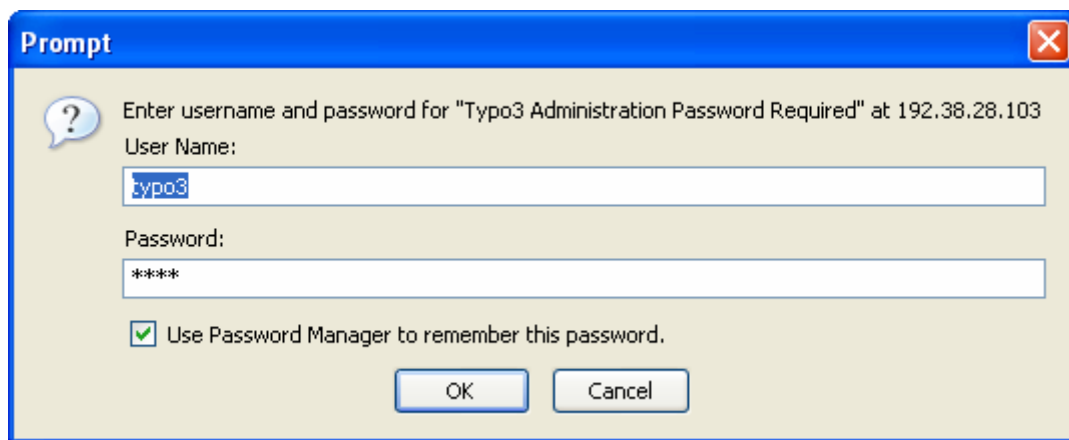 Prompt
Enter username and password for "Typo3 Administration Password Required" at 192.38.28.103
User Name:
typo3
Password:
****
Use Password Manager to remember this password.
OK
Cancel